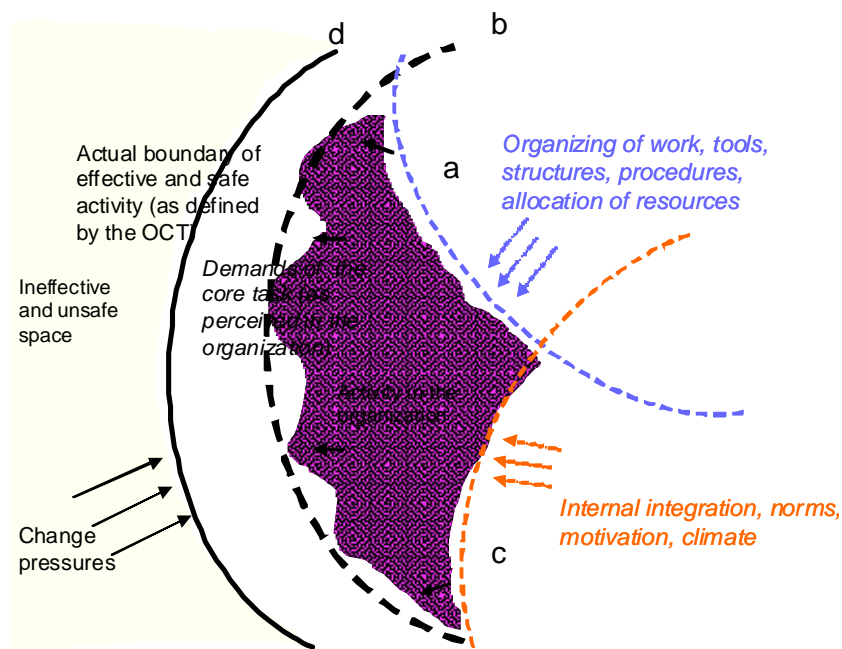 d
b
Actual boundary of
effective and safe
activity (as defined
by the OCT)
Organizing of work, tools,
structures, procedures,
allocation of resources
a
Ineffective
and unsafe
space
Demands of the
core task (as
perceived in the
organization)
Activity in the
organization
Internal integration, norms,
motivation, climate
c
Change
pressures